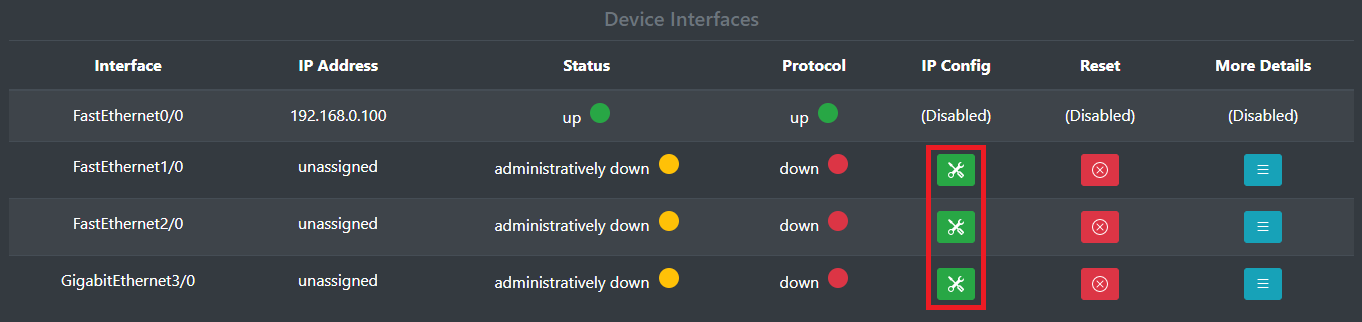 Device Interfaces
Interface IP Address Status Protocol IP Config Reset More Details
FastEthernet0/0 192.168.0.100 up up (Disabled) (Disabled) (Disabled)
FastEthernet1/0 unassigned administratively down down
FastEthernet2/0 unassigned administratively down down
GigabitEthernet3/0 unassigned administratively down down